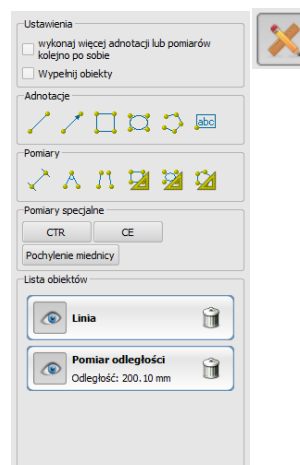 Ustawienia
wykonaj więcej adnotacji lub pomiarów
kolejno po sobie
Wypełnij obiekty
Adnotacje
abc
Pomiary
Pomiary specjalne
CTR
CE
Pochylenie miednicy
Lista obiektów
Linia
Pomiar odległości
Odległość: 200.10 mm